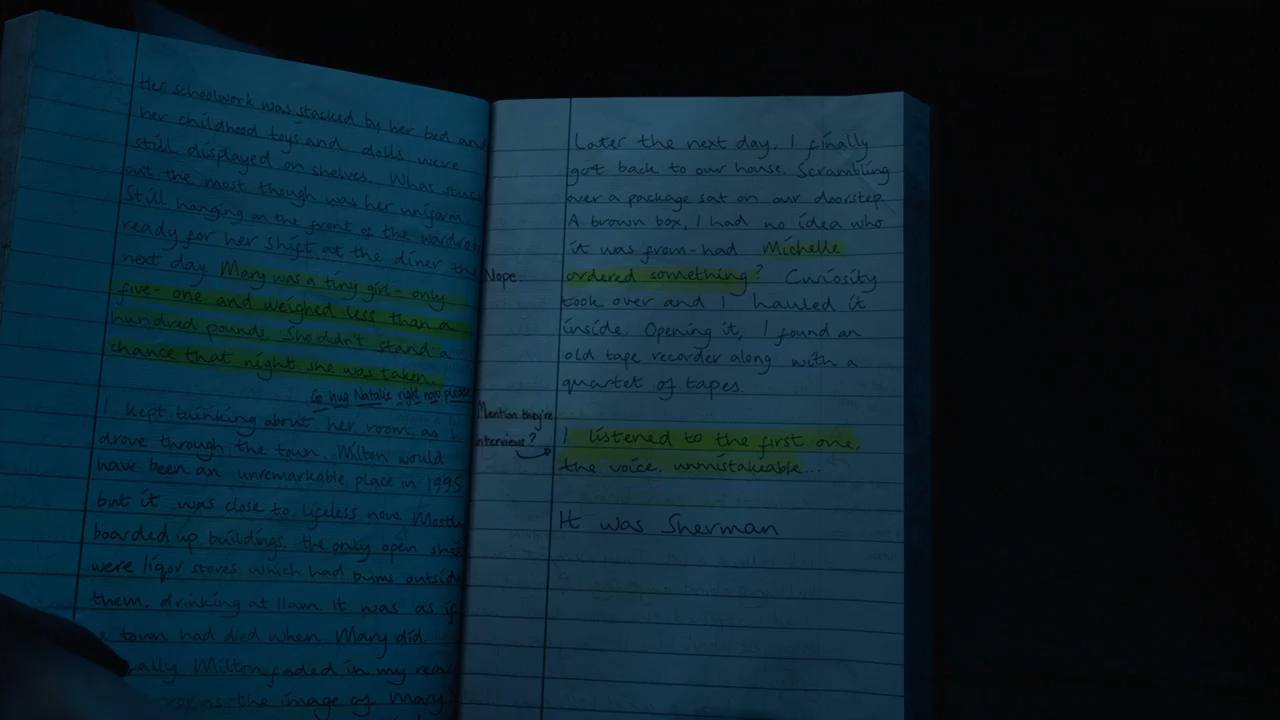 Her schoolwork was stacked by her bed and
her childhood toys and dolls were
still displayed on shelves. What stuck
out the most though was her uniform.
Still hanging on the front of the wardrobe
ready for her shift at the diner the
next day. Mary was a tiny girl - only
five-one and weighed less than a
hundred pounds. She didn't stand a
chance that night she was taken.
Go hug Natalie right now please
I kept thinking about her room as I
drove through the town. Milton would
have been an unremarkable place in 1995
but it was close to lifeless now. Mostly
boarded up buildings, the only open shops
were liqor stores which had bums outside
them, drinking at 11am. It was as if
town had died when Mary did.
Milton faded in my rear
as the image of Mary
Later the next day, I finally
got back to our house. Scrambling
over a package sat on our doorstep.
A brown box, I had no idea who
it was from - had Michelle
ordered something? Curiosity
took over and I hauled it
inside. Opening it, I found an
old tape recorder along with a
quartet of tapes
Nope.
Mention they're
interviews?
I listened to the first one,
the voice, unmistakeable...
It was Sherman